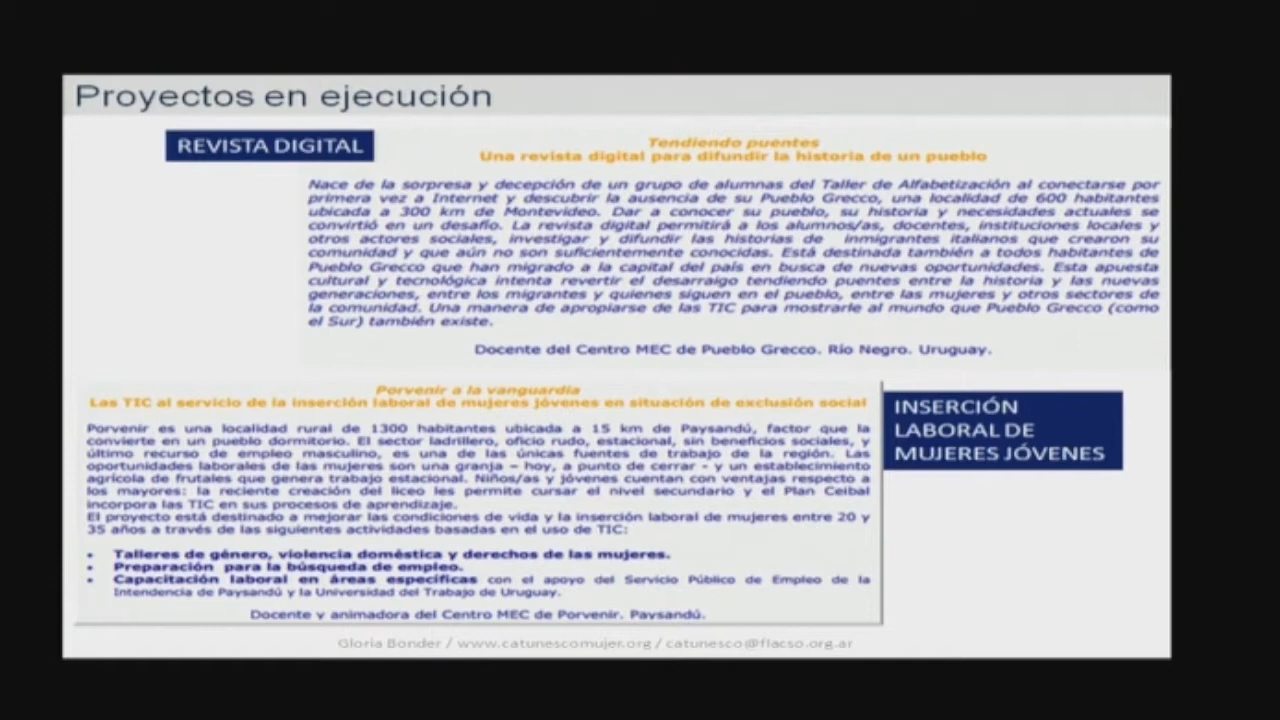 Proyectos en ejecución
REVISTA DIGITAL
Tendiendo puentes
Una revista digital para difundir la historia de un pueblo
Nace de la sorpresa y decepción de un grupo de alumnas del Taller de Alfabetización al conectarse por
primera vez a Internet y descubrir la ausencia de su Pueblo Grecco, una localidad de 600 habitantes
ubicada a 300 km de Montevideo. Dar a conocer su pueblo, su historia y necesidades actuales se
convirtió en un desafío. La revista digital permitirá a los alumnos/as, docentes, instituciones locales y
otros actores sociales, investigar y difundir las historias de inmigrantes italianos que crearon su
comunidad y que aún no son suficientemente conocidas. Está destinada también a todos habitantes de
Pueblo Grecco que han migrado a la capital del país en busca de nuevas oportunidades. Esta apuesta
cultural y tecnológica intenta revertir el desarraigo tendiendo puentes entre la historia y las nuevas
generaciones, entre los migrantes y quienes siguen en el pueblo, entre las mujeres y otros sectores de
la comunidad. Una manera de apropiarse de las TIC para mostrarle al mundo que Pueblo Grecco (como
el Sur) también existe.
Docente del Centro MEC de Pueblo Grecco. Río Negro. Uruguay.
Porvenir a la vanguardia
Las TIC al servicio de la inserción laboral de mujeres jóvenes en situación de exclusión social
Porvenir es una localidad rural de 1300 habitantes ubicada a 15 km de Paysandú, factor que la
convierte en un pueblo dormitorio. El sector ladrillero, oficio rudo, estacional, sin beneficios sociales, y
último recurso de empleo masculino, es una de las únicas fuentes de trabajo de la región. Las
oportunidades laborales de las mujeres son una granja – hoy, a punto de cerrar - y un establecimiento
agrícola de frutales que genera trabajo estacional. Niños/as y jóvenes cuentan con ventajas respecto a
los mayores: la reciente creación del liceo les permite cursar el nivel secundario y el Plan Ceibal
incorpora las TIC en sus procesos de aprendizaje.
El proyecto está destinado a mejorar las condiciones de vida y la inserción laboral de mujeres entre 20 y
35 años a través de las siguientes actividades basadas en el uso de TIC:
• Talleres de género, violencia doméstica y derechos de las mujeres.
• Preparación para la búsqueda de empleo.
• Capacitación laboral en áreas específicas con el apoyo del Servicio Público de Empleo de la
Intendencia de Paysandú y la Universidad del Trabajo de Uruguay.
Docente y animadora del Centro MEC de Porvenir. Paysandú.
INSERCIÓN
LABORAL DE
MUJERES JÓVENES
Gloria Bonder / www.catunescomujer.org / catunesco@flacso.org.ar